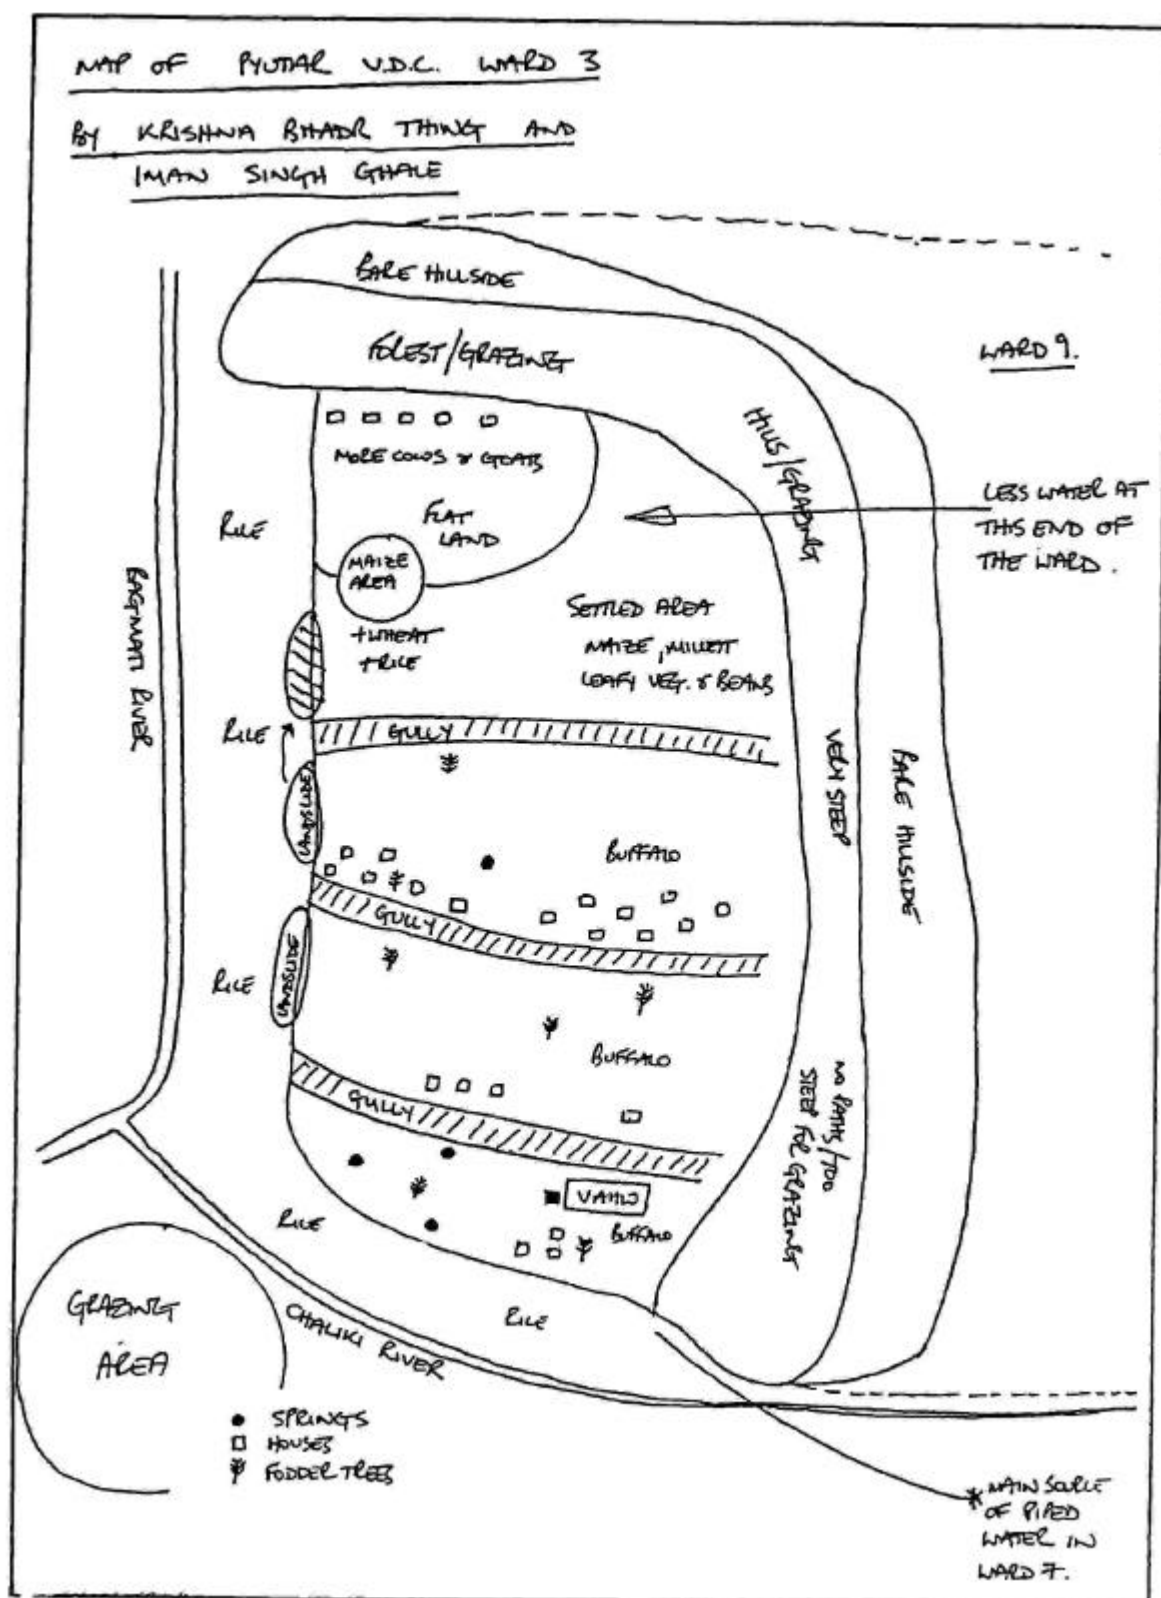 MAP OF PYUTAR V.D.C. WARD 3
BY KRISHNA BHADR THING AND
IMAN SINGH GHALE
BARE HILLSIDE
FOREST/GRAZING
WARD 9.
HILLS/GRAZING
MORE COWS & GOATS
LESS WATER AT
THIS END OF
THE WARD.
FLAT
LAND
RICE
MAIZE
AREA
BAGMATI RIVER
SETTLED AREA
MAIZE, MILLETT
LEAFY VEG. & BEANS
+WHEAT
+RICE
RICE
GULLY
VERY STEEP
BARE HILLSIDE
LANDSLIDE
BUFFALO
GULLY
RICE
LANDSLIDE
BUFFALO
NO PATHS/TOO
STEEP FOR GRAZING
GULLY
RICE
BUFFALO
GRAZING
AREA
CHALIKI RIVER
RICE
SPRINGS
HOUSES
FODDER TREES
MAIN SOURCE
OF PIPED
WATER IN
WARD 7.